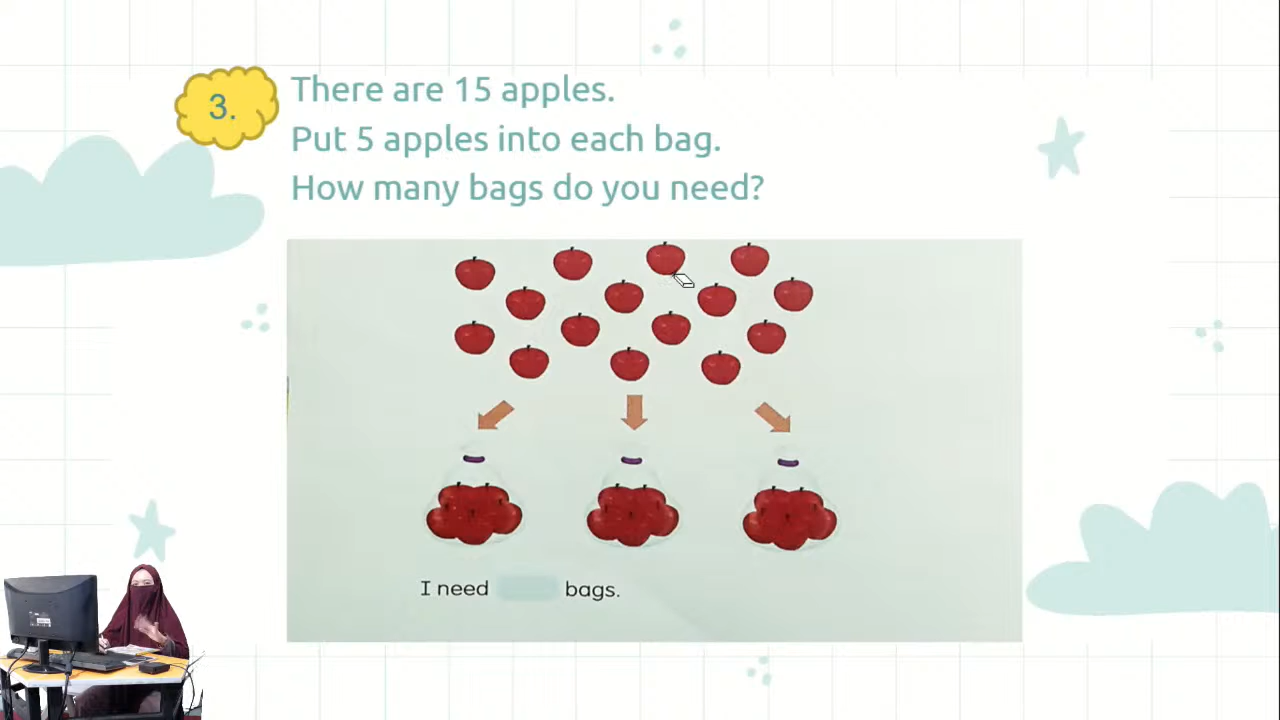 3.
There are 15 apples.
Put 5 apples into each bag.
How many bags do you need?
I need bags.